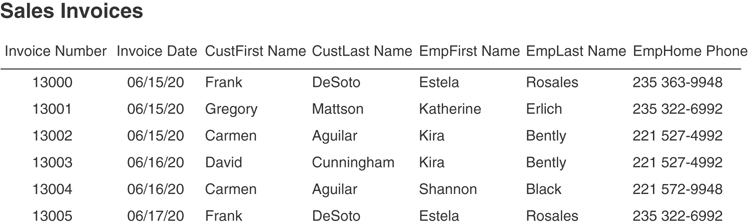 Sales Invoices
Invoice Number Invoice Date CustFirst Name CustLast Name EmpFirst Name EmpLast Name EmpHome Phone
13000 06/15/20 Frank DeSoto Estela Rosales 235 363-9948
13001 06/15/20 Gregory Mattson Katherine Erlich 235 322-6992
13002 06/15/20 Carmen Aguilar Kira Bently 221 527-4992
13003 06/16/20 David Cunningham Kira Bently 221 527-4992
13004 06/16/20 Carmen Aguilar Shannon Black 221 572-9948
13005 06/17/20 Frank DeSoto Estela Rosales 235 322-6992